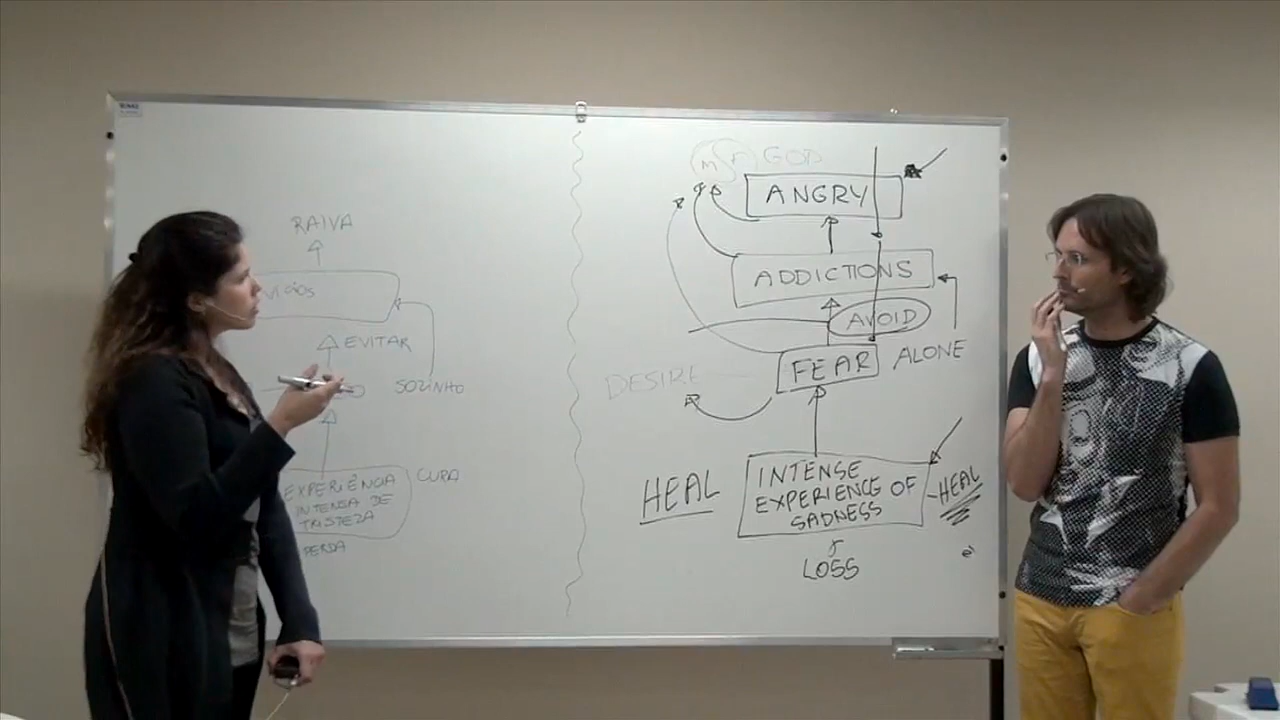 RAIVA
VICIOS
EVITAR
SOZINHO
EXPERIÊNCIA
INTENSA DE
TRISTEZA
CURA
PERDA
M F GOD
ANGRY
ADDICTIONS
AVOID
FEAR
ALONE
DESIRE
HEAL
INTENSE
EXPERIENCE OF
SADNESS
-HEAL
LOSS